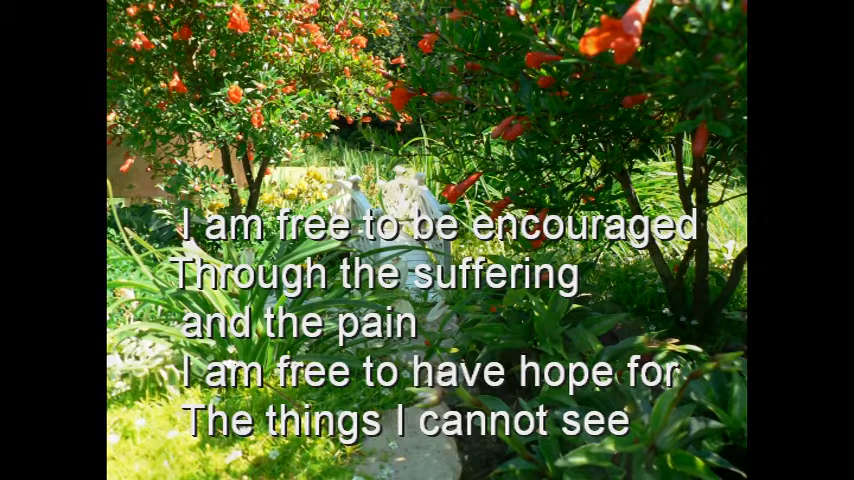 I am free to be encouraged
Through the suffering
and the pain
I am free to have hope for
The things I cannot see